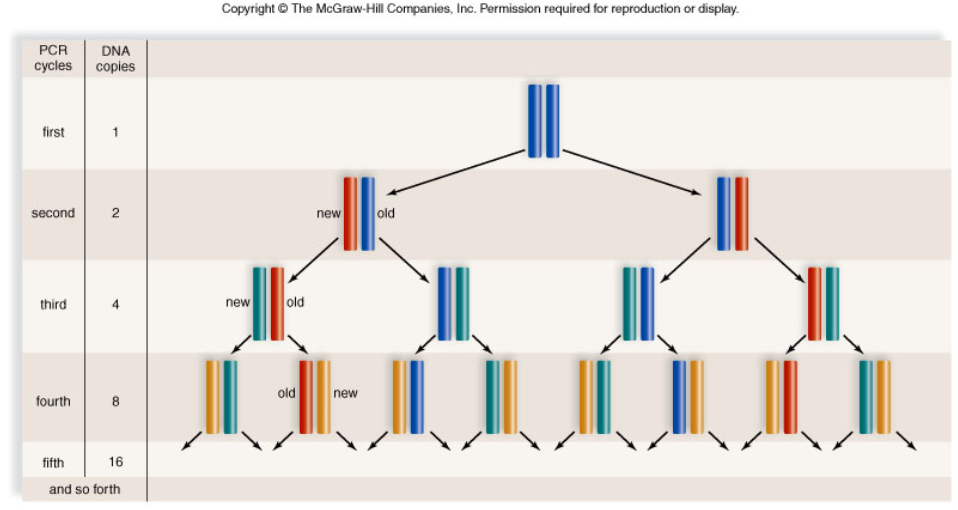 Copyright © The McGraw-Hill Companies, Inc. Permission required for reproduction or display.
PCR cycles
DNA copies
first 1
second 2
new old
third 4
new old
fourth 8
old new
fifth 16
and so forth